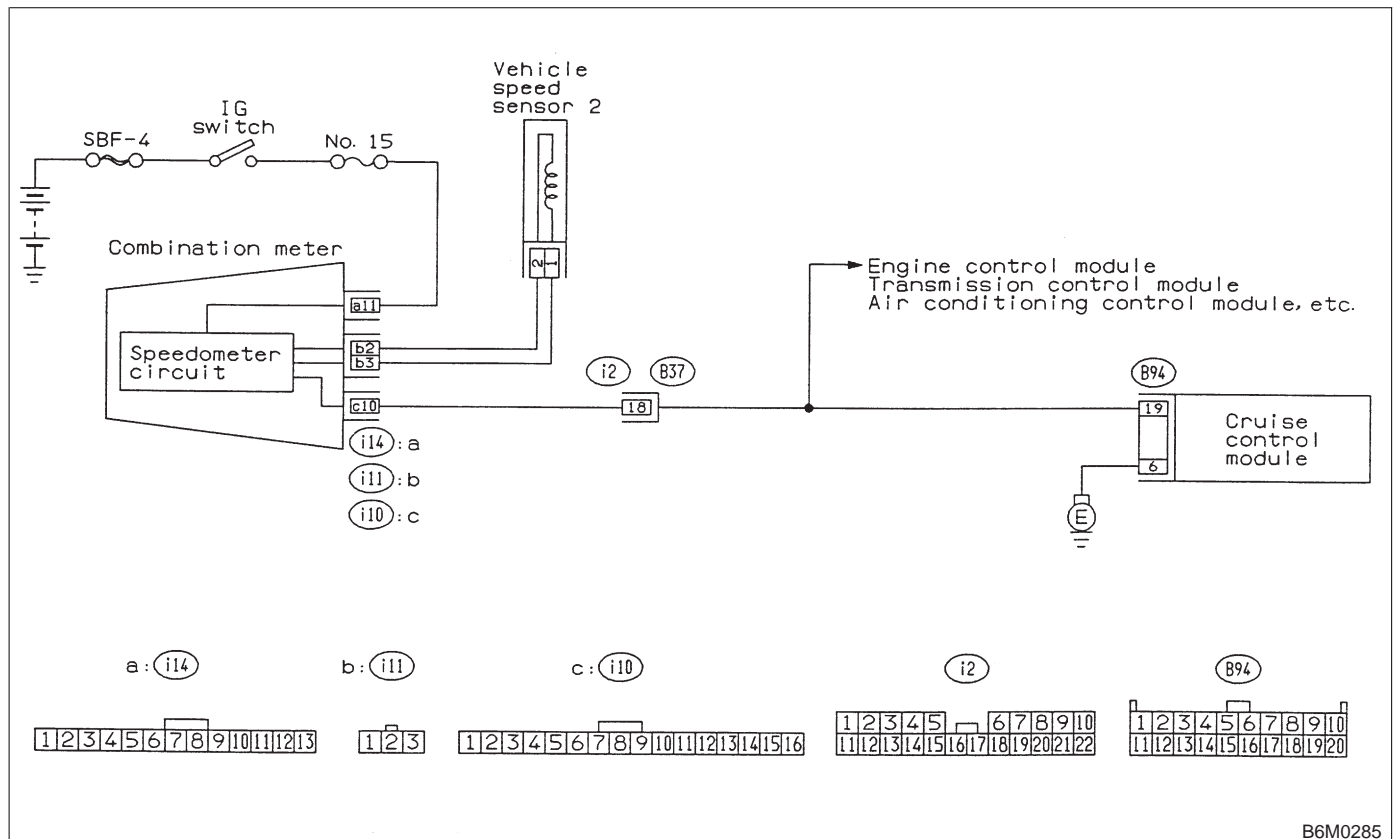 Vehicle
speed
sensor 2
IG
switch
SBF-4
No. 15
Combination meter
a11
2
1
Engine control module
Transmission control module
Air conditioning control module, etc.
Speedometer
circuit
b2
b3
i2
B37
B94
c10
18
19
Cruise
control
module
6
i14 : a
i11 : b
i10 : c
E
a : i14
b : i11
c : i10
i2
B94
1 2 3 4 5 6 7 8 9 10 11 12 13
1 2 3
1 2 3 4 5 6 7 8 9 10 11 12 13 14 15 16
1 2 3 4 5 6 7 8 9 10
11 12 13 14 15 16 17 18 19 20 21 22
1 2 3 4 5 6 7 8 9 10
11 12 13 14 15 16 17 18 19 20
B6M0285